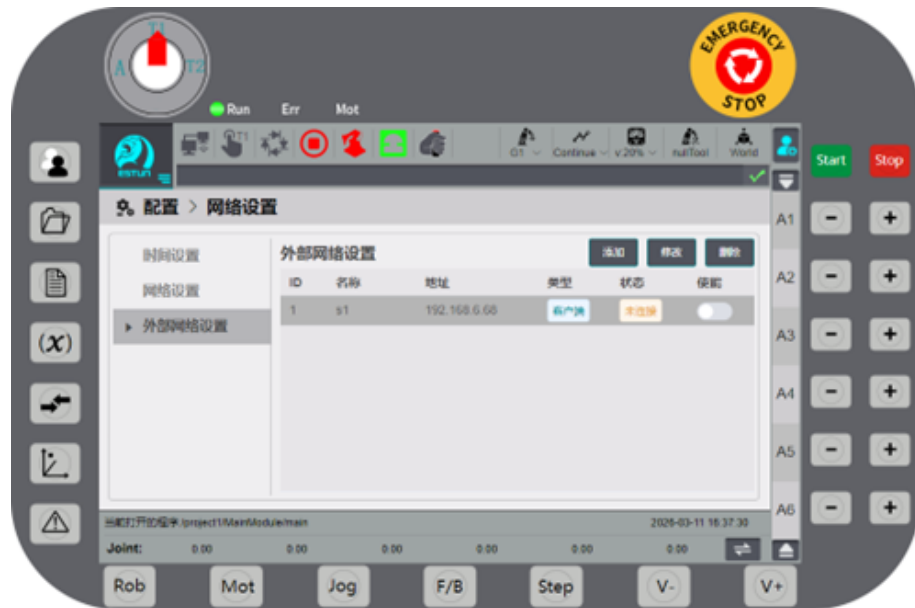 T1
A
T2
EMERGENCY
STOP
Run Err Mot
T1
G1 Continue v:20% nullTool World
ESTUN
Start Stop
配置 > 网络设置
A1 - +
时间设置
外部网络设置
添加 修改 删除
网络设置
ID 名称 地址 类型 状态 使能
A2 - +
1 s1 192.168.6.68 客户端 未连接
外部网络设置
(x)
A3 - +
A4 - +
A5 - +
A6 - +
当前打开的程序:/project1/MainModule/main
2026-03-11 16:37:30
Joint: 0.00 0.00 0.00 0.00 0.00 0.00
Rob Mot Jog F/B Step V- V+